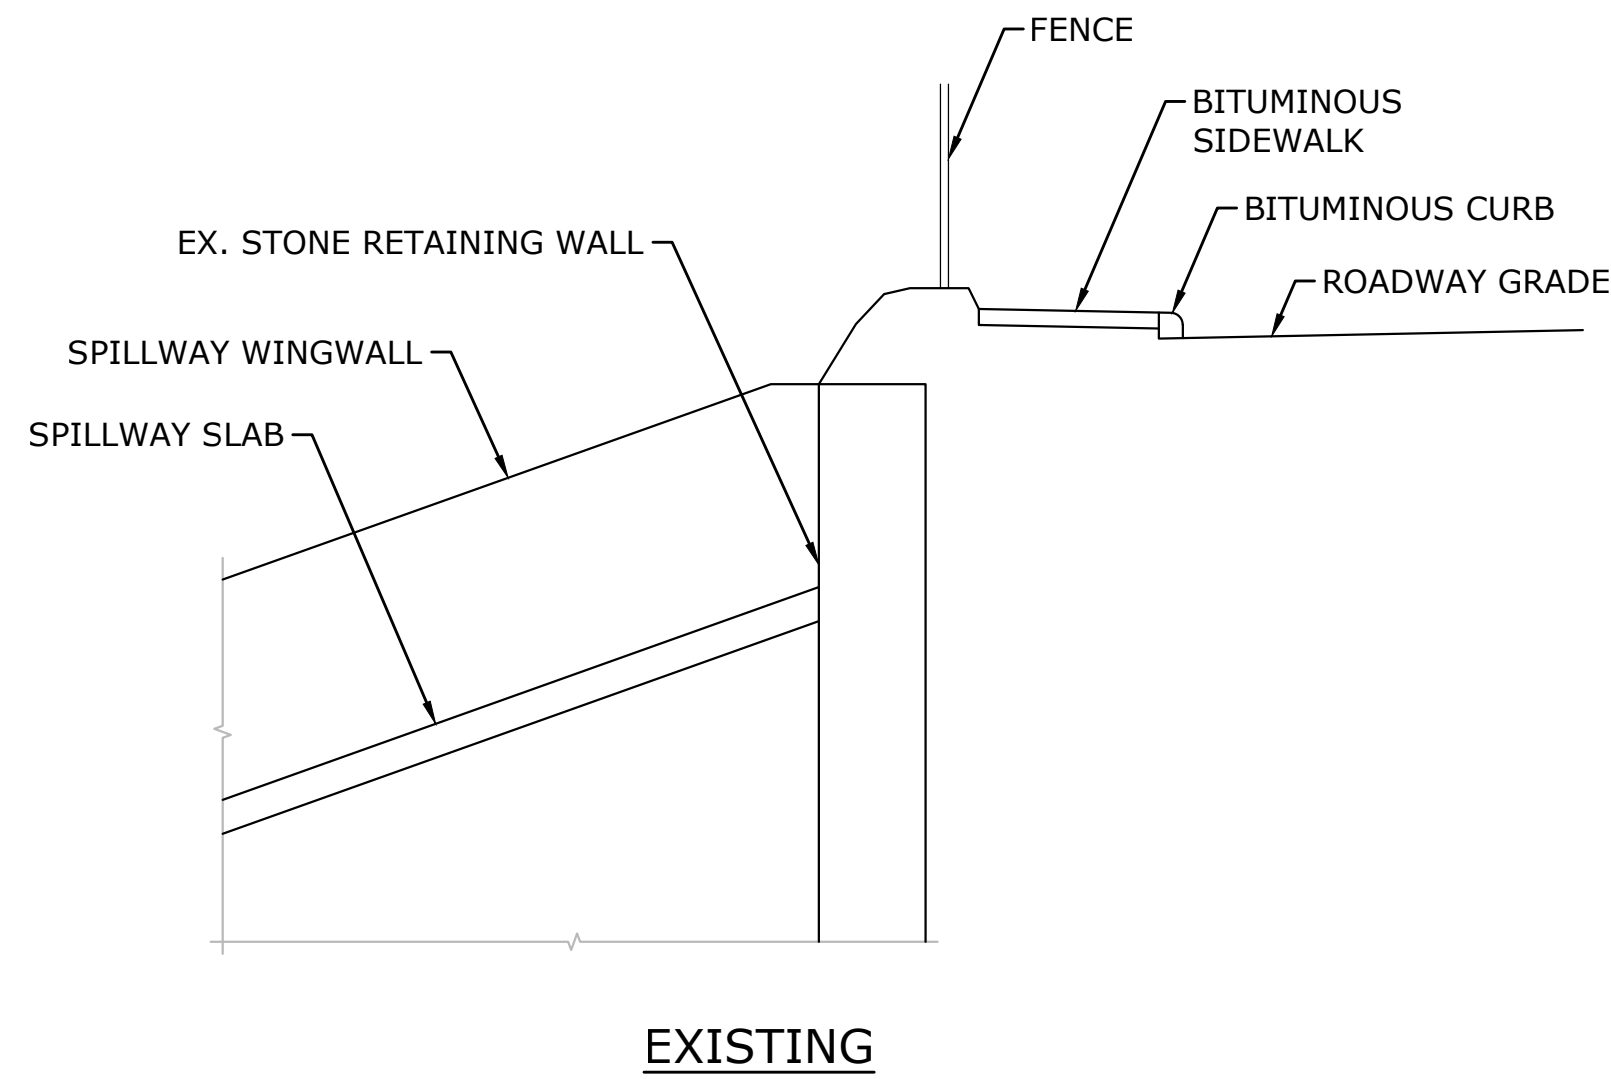 FENCE
BITUMINOUS
SIDEWALK
BITUMINOUS CURB
EX. STONE RETAINING WALL
ROADWAY GRADE
SPILLWAY WINGWALL
SPILLWAY SLAB
EXISTING